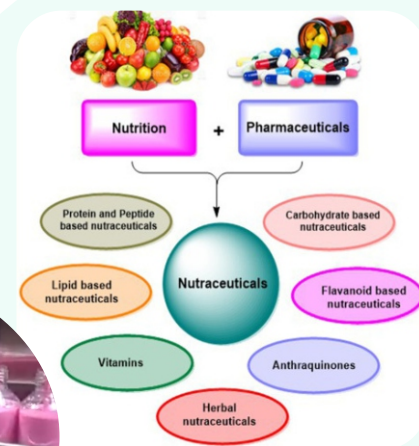 Nutrition + Pharmaceuticals
Protein and Peptide
based nutraceuticals
Carbohydrate based
nutraceuticals
Lipid based
nutraceuticals
Nutraceuticals
Flavanoid based
nutraceuticals
Vitamins
Anthraquinones
Herbal
nutraceuticals